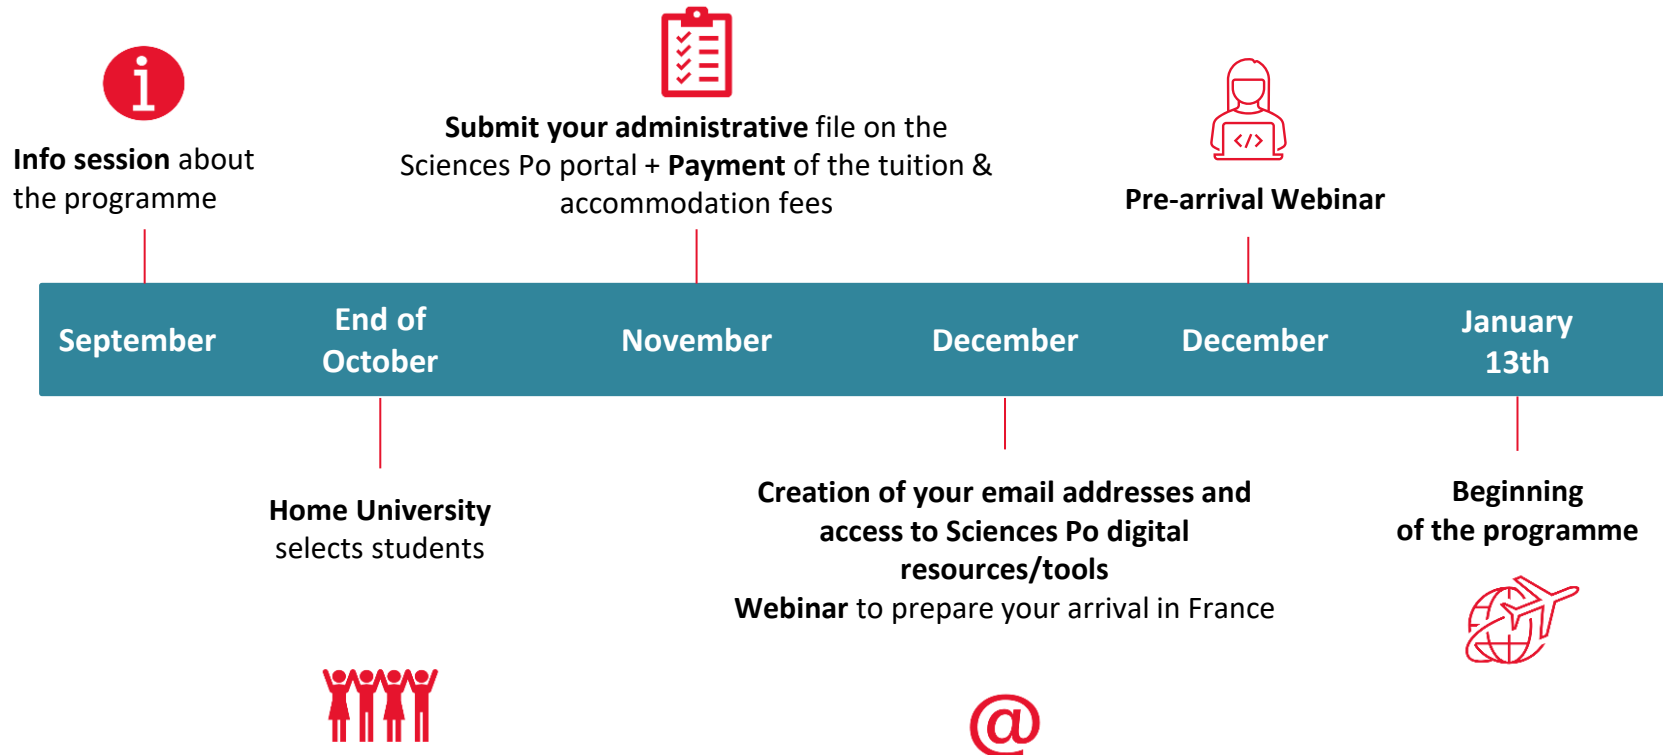 i
Info session about
the programme
Submit your administrative file on the
Sciences Po portal + Payment of the tuition &
accommodation fees
</>
Pre-arrival Webinar
September
End of
October
November
December
December
January
13th
Home University
selects students
Creation of your email addresses and
access to Sciences Po digital
resources/tools
Webinar to prepare your arrival in France
@
Beginning
of the programme